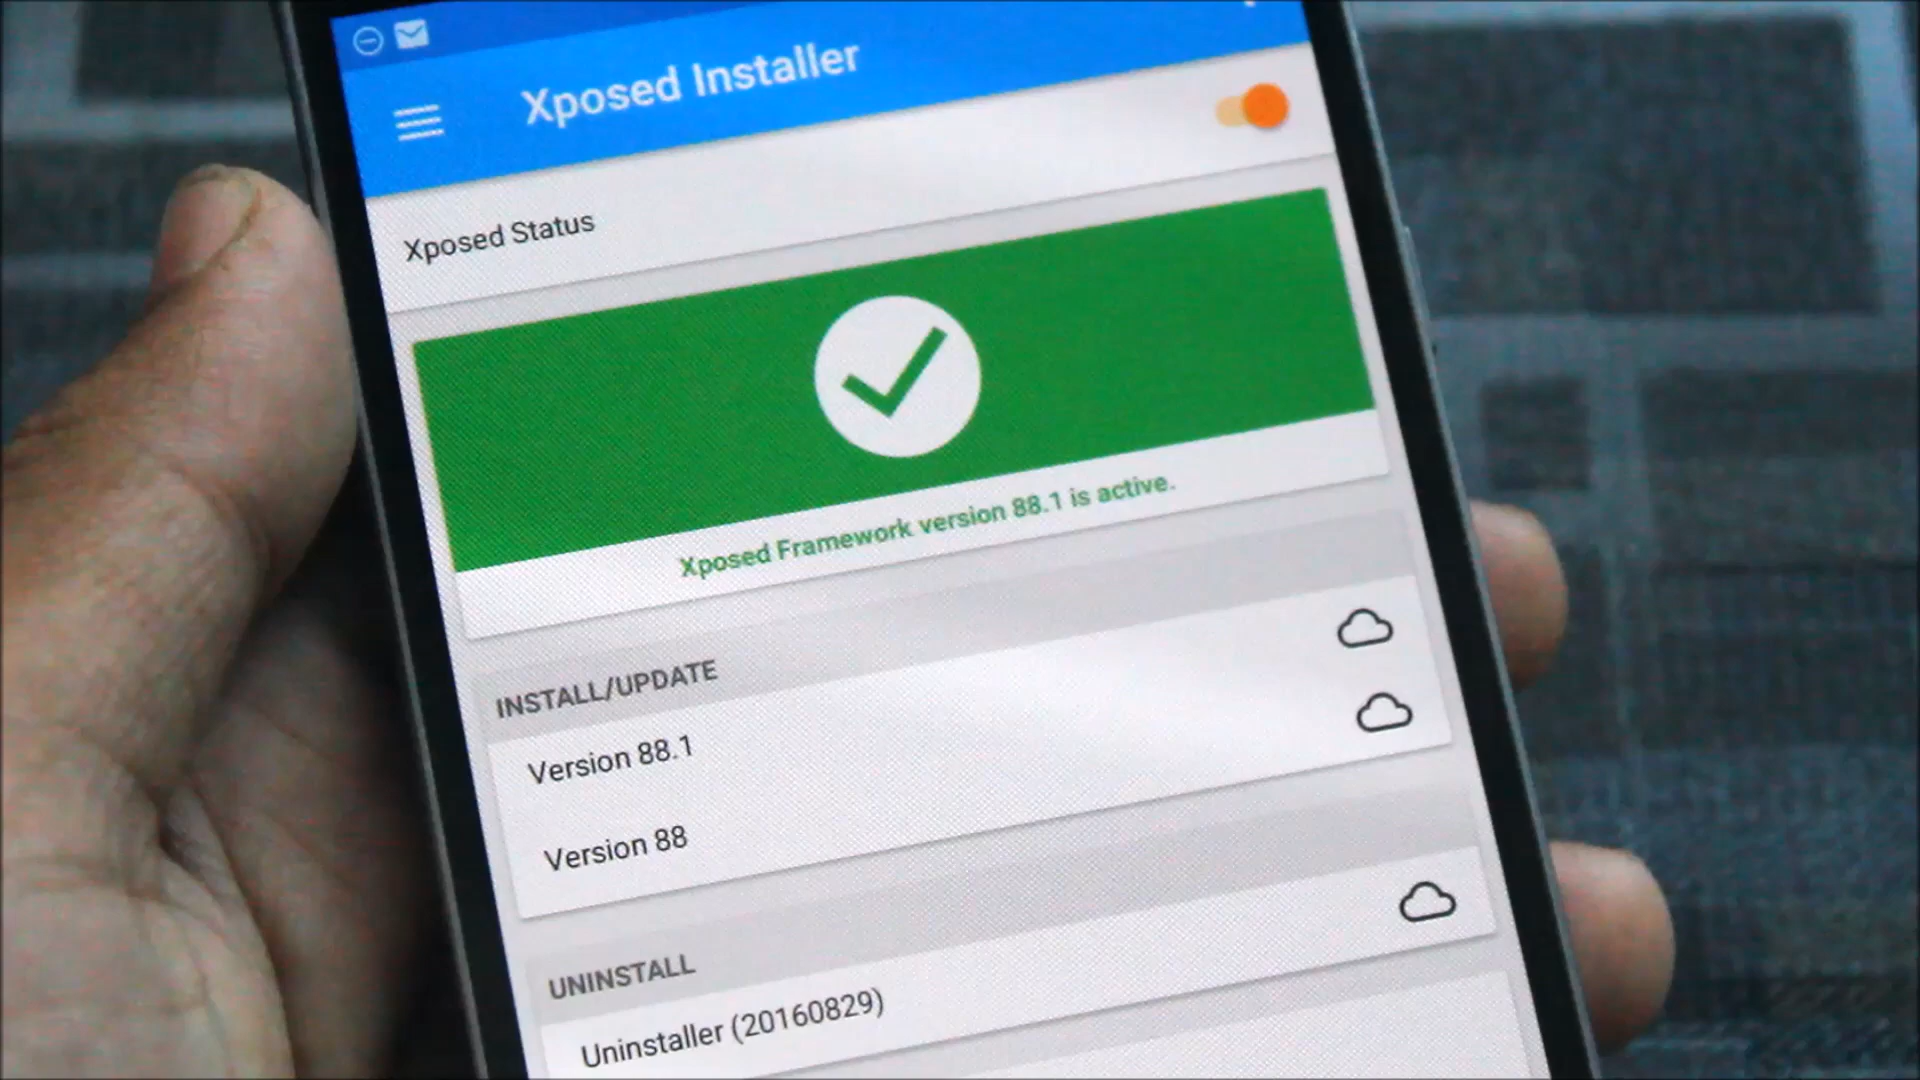 Xposed Installer
Xposed Status
Xposed Framework version 88.1 is active.
INSTALL/UPDATE
Version 88.1
Version 88
UNINSTALL
Uninstaller (20160829)